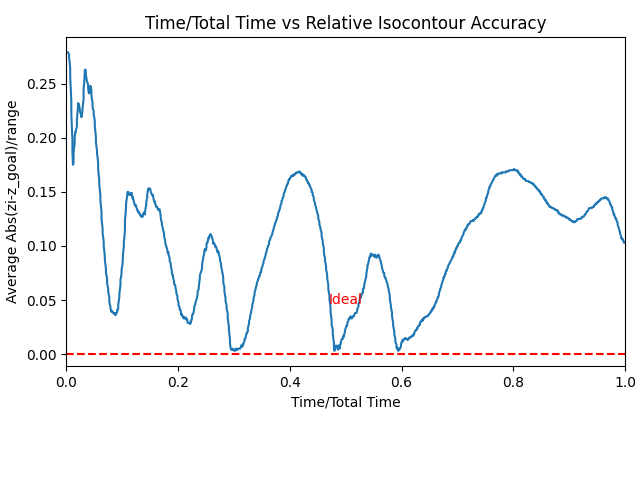 Time/Total Time vs Relative Isocontour Accuracy
Average Abs(zi-z_goal)/range
0.25
0.20
0.15
0.10
0.05
0.00
Ideal
0.0 0.2 0.4 0.6 0.8 1.0
Time/Total Time